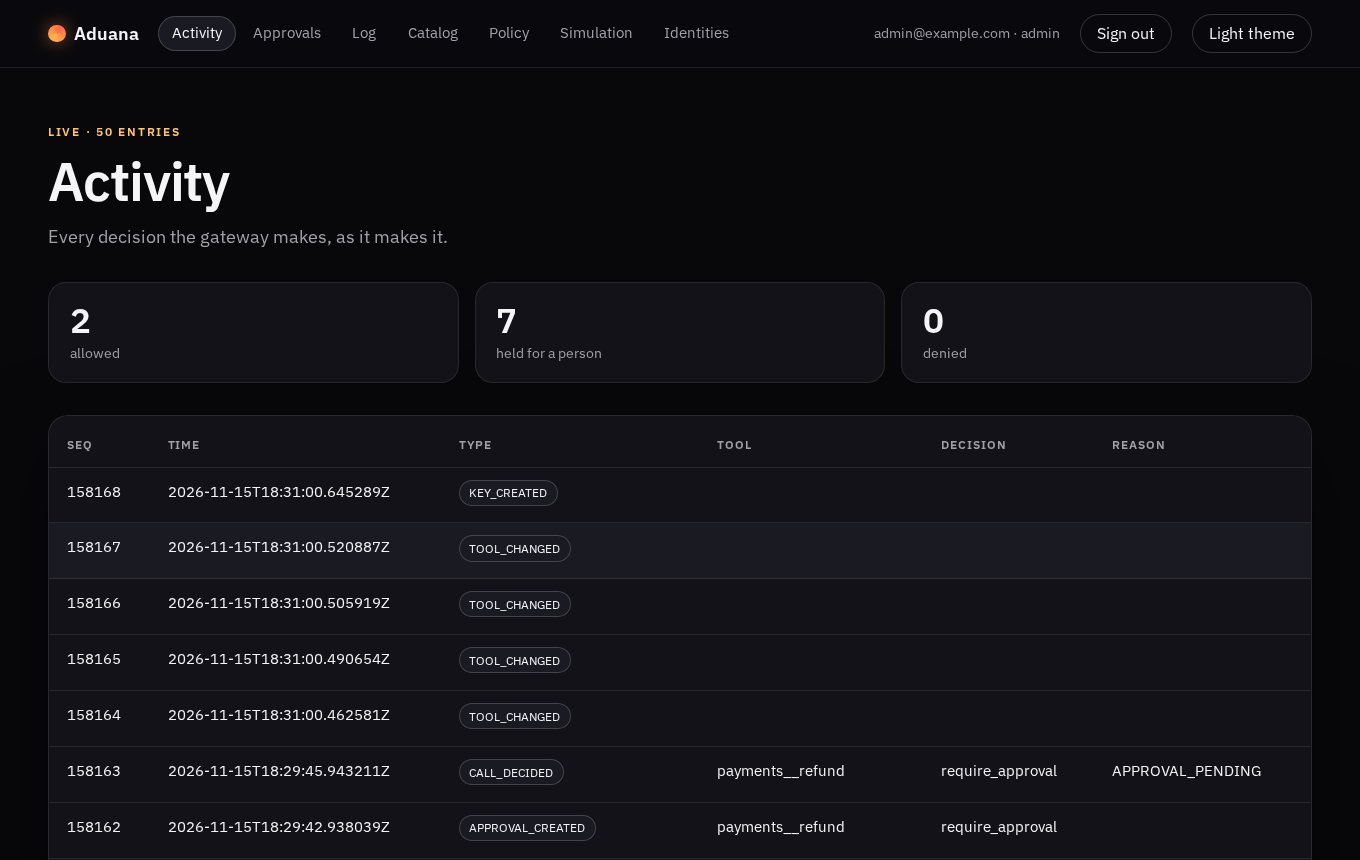 Aduana Activity Approvals Log Catalog Policy Simulation Identities admin@example.com · admin Sign out Light theme
LIVE · 50 ENTRIES
Activity
Every decision the gateway makes, as it makes it.
2 7 0
allowed held for a person denied
SEQ TIME TYPE TOOL DECISION REASON
158168 2026-11-15T18:31:00.645289Z KEY_CREATED
158167 2026-11-15T18:31:00.520887Z TOOL_CHANGED
158166 2026-11-15T18:31:00.505919Z TOOL_CHANGED
158165 2026-11-15T18:31:00.490654Z TOOL_CHANGED
158164 2026-11-15T18:31:00.462581Z TOOL_CHANGED
158163 2026-11-15T18:29:45.943211Z CALL_DECIDED payments__refund require_approval APPROVAL_PENDING
158162 2026-11-15T18:29:42.938039Z APPROVAL_CREATED payments__refund require_approval